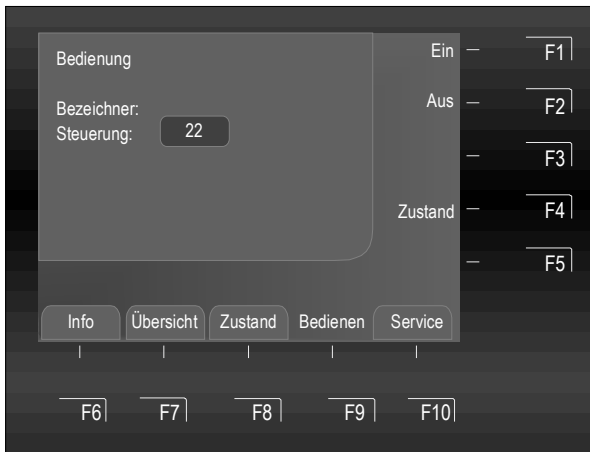 Bedienung
Bezeichner:
Steuerung: 22
Ein – F1
Aus – F2
– F3
Zustand – F4
– F5
Info Übersicht Zustand Bedienen Service
F6 F7 F8 F9 F10